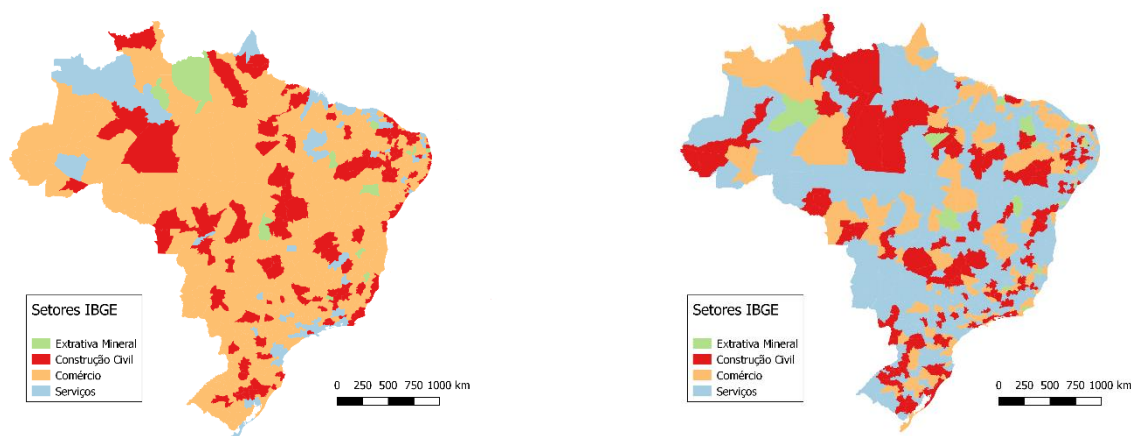 Setores IBGE
Extrativa Mineral
Construção Civil
Comércio
Serviços
0 250 500 750 1000 km
Setores IBGE
Extrativa Mineral
Construção Civil
Comércio
Serviços
0 250 500 750 1000 km